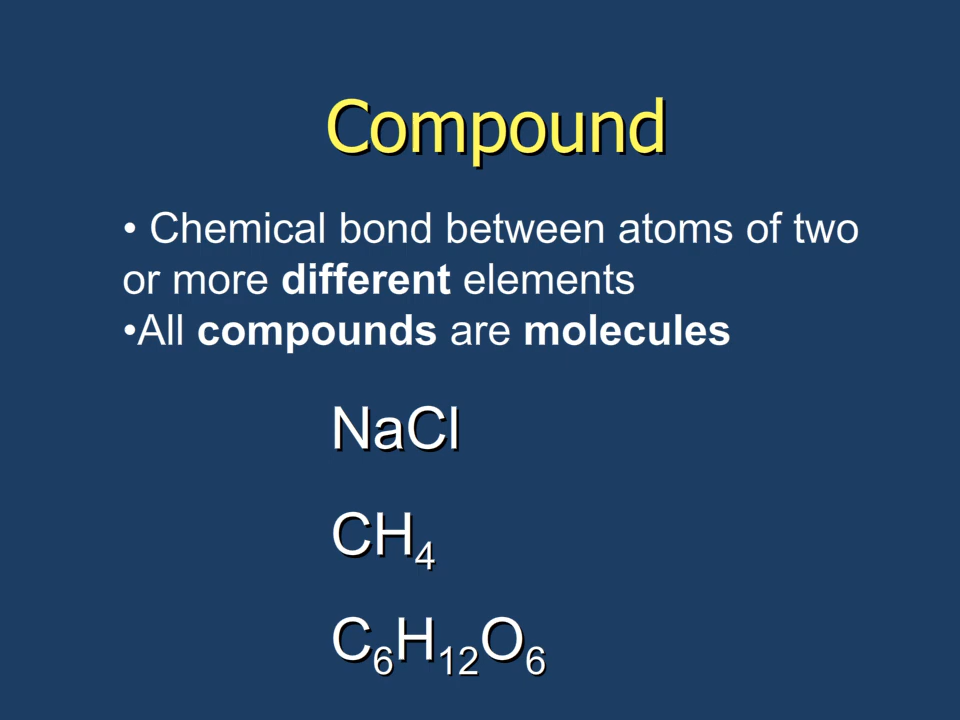 Compound
• Chemical bond between atoms of two
or more different elements
•All compounds are molecules
NaCl
CH₄
C₆H₁₂O₆